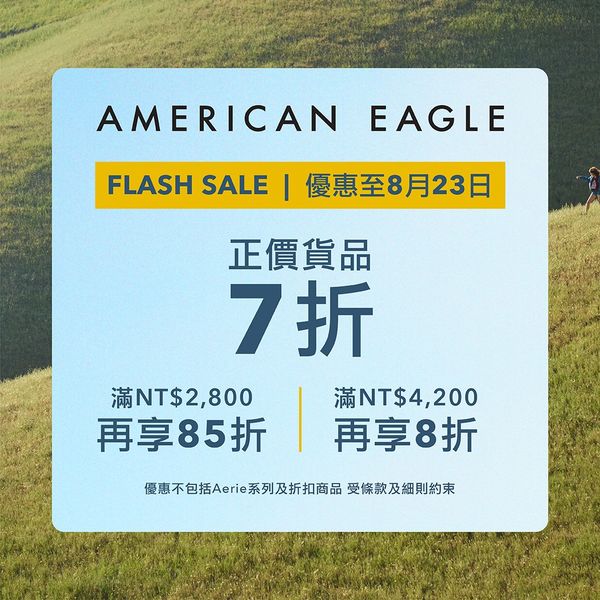 AMERICAN EAGLE
FLASH SALE | 優惠至8月23日
正價貨品
7折
滿NT$2,800
再享85折
滿NT$4,200
再享8折
優惠不包括Aerie系列及折扣商品 受條款及細則約束